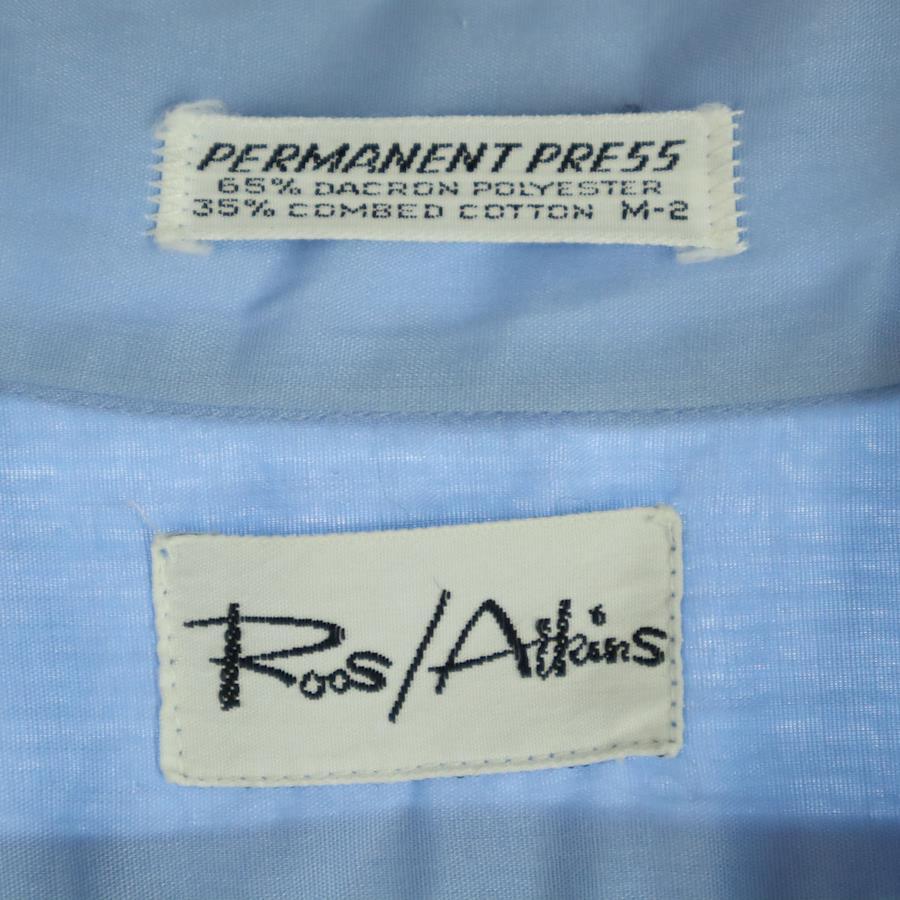 PERMANENT PRESS
65% DACRON POLYESTER
35% COMBED COTTON M-2
Roos/Atkins